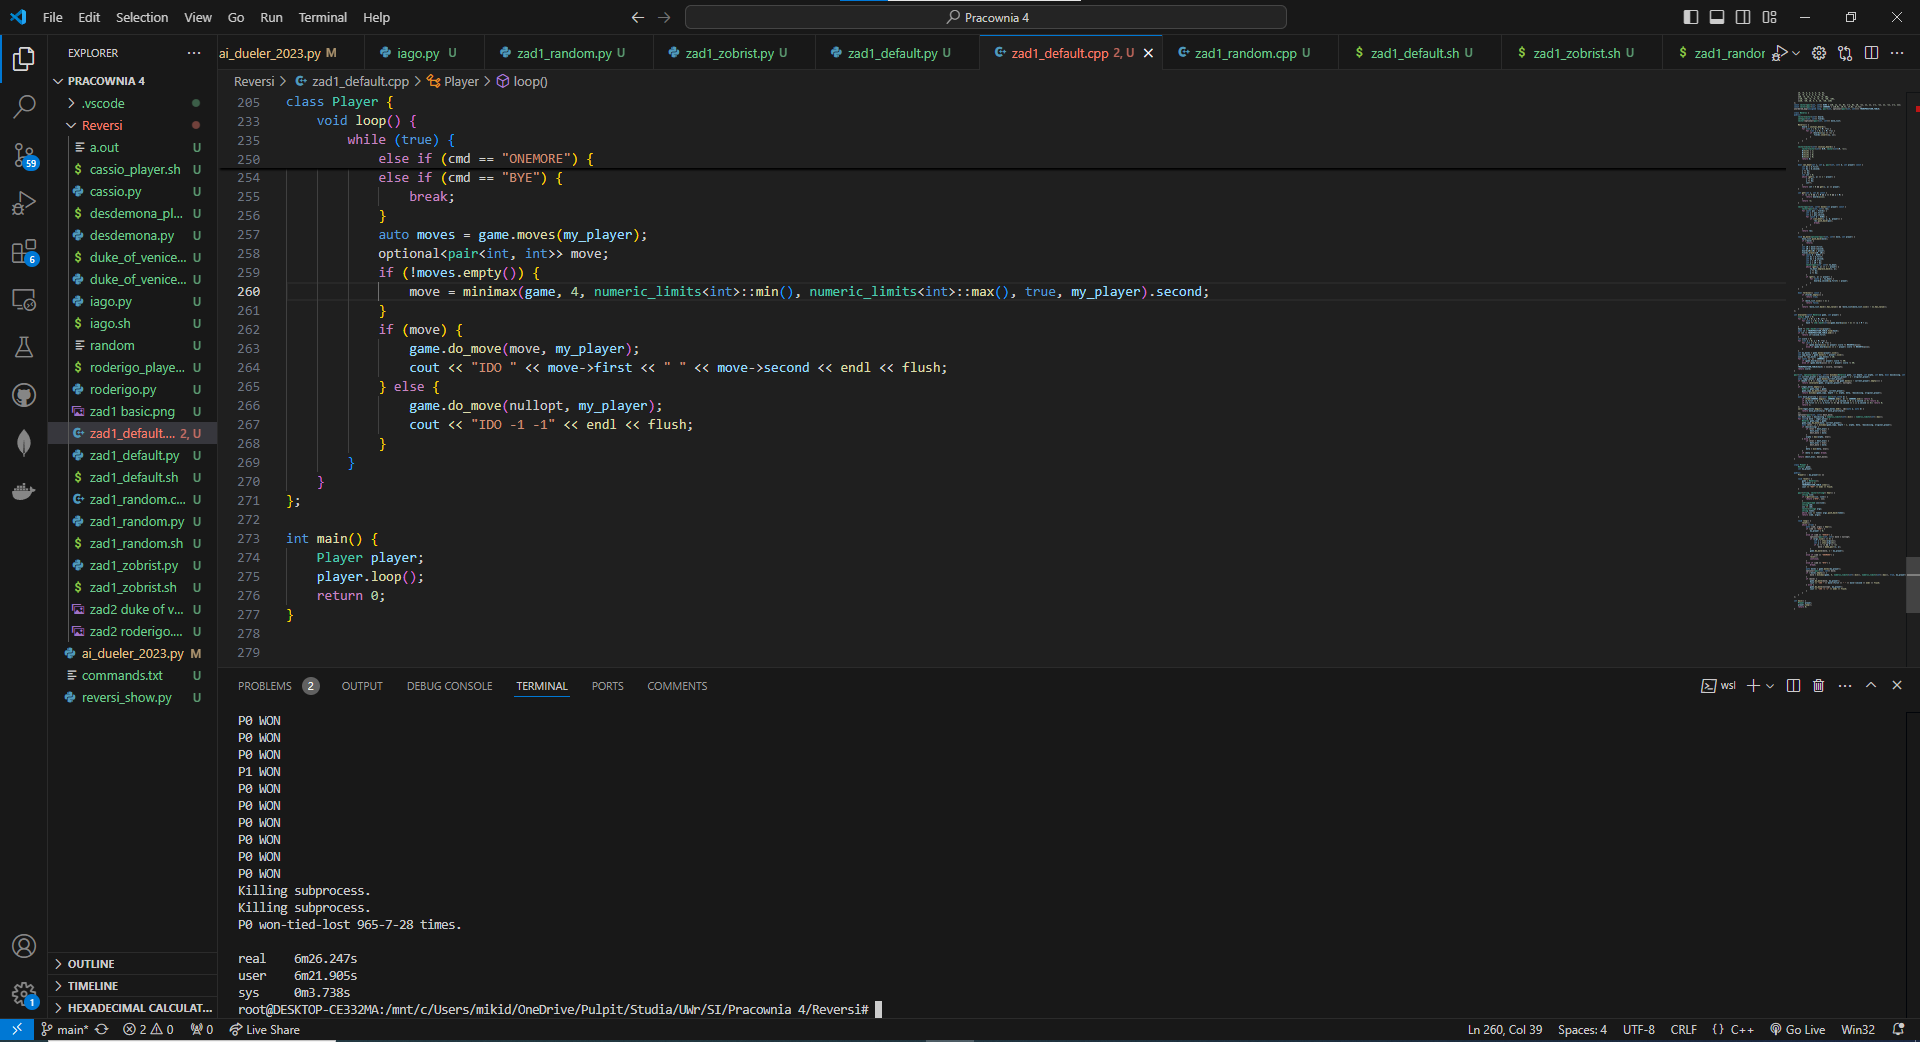 File Edit Selection View Go Run Terminal Help
Pracownia 4
EXPLORER
PRACOWNIA 4
.vscode
Reversi
a.out U
cassio_player.sh U
cassio.py U
desdemona_pl... U
desdemona.py U
duke_of_venice... U
duke_of_venice... U
iago.py U
iago.sh U
random U
roderigo_playe... U
roderigo.py U
zad1 basic.png U
zad1_default.... 2, U
zad1_default.py U
zad1_default.sh U
zad1_random.c... U
zad1_random.py U
zad1_random.sh U
zad1_zobrist.py U
zad1_zobrist.sh U
zad2 duke of v... U
zad2 roderigo.... U
ai_dueler_2023.py M
commands.txt U
reversi_show.py U
OUTLINE
TIMELINE
HEXADECIMAL CALCULAT...
59
6
1
ai_dueler_2023.py M iago.py U zad1_random.py U zad1_zobrist.py U zad1_default.py U zad1_default.cpp 2, U zad1_random.cpp U zad1_default.sh U zad1_zobrist.sh U zad1_randor
Reversi > zad1_default.cpp > Player > loop()
205 class Player {
233 void loop() {
235 while (true) {
250 else if (cmd == "ONEMORE") {
254 else if (cmd == "BYE") {
255 break;
256 }
257 auto moves = game.moves(my_player);
258 optional<pair<int, int>> move;
259 if (!moves.empty()) {
260 move = minimax(game, 4, numeric_limits<int>::min(), numeric_limits<int>::max(), true, my_player).second;
261 }
262 if (move) {
263 game.do_move(move, my_player);
264 cout << "IDO " << move->first << " " << move->second << endl << flush;
265 } else {
266 game.do_move(nullopt, my_player);
267 cout << "IDO -1 -1" << endl << flush;
268 }
269 }
270 }
271 };
272
273 int main() {
274 Player player;
275 player.loop();
276 return 0;
277 }
278
279
PROBLEMS 2 OUTPUT DEBUG CONSOLE TERMINAL PORTS COMMENTS
wsl
P0 WON
P0 WON
P0 WON
P1 WON
P0 WON
P0 WON
P0 WON
P0 WON
P0 WON
P0 WON
Killing subprocess.
Killing subprocess.
P0 won-tied-lost 965-7-28 times.
real 6m26.247s
user 6m21.905s
sys 0m3.738s
root@DESKTOP-CE332MA:/mnt/c/Users/mikid/OneDrive/Pulpit/Studia/UWr/SI/Pracownia 4/Reversi#
main* 2 0 0 Live Share
Ln 260, Col 39 Spaces: 4 UTF-8 CRLF {} C++ Go Live Win32